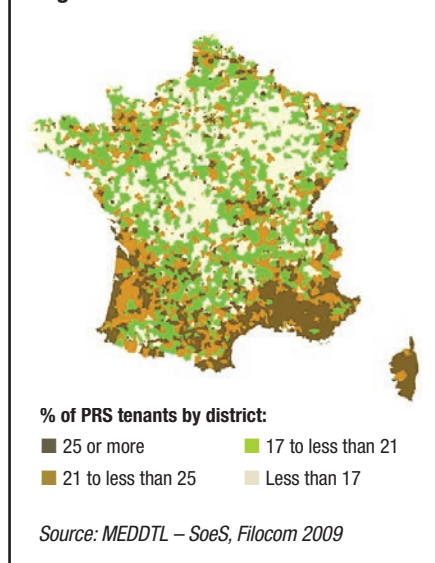 % of PRS tenants by district:
25 or more
17 to less than 21
21 to less than 25
Less than 17
Source: MEDDTL – SoeS, Filocom 2009